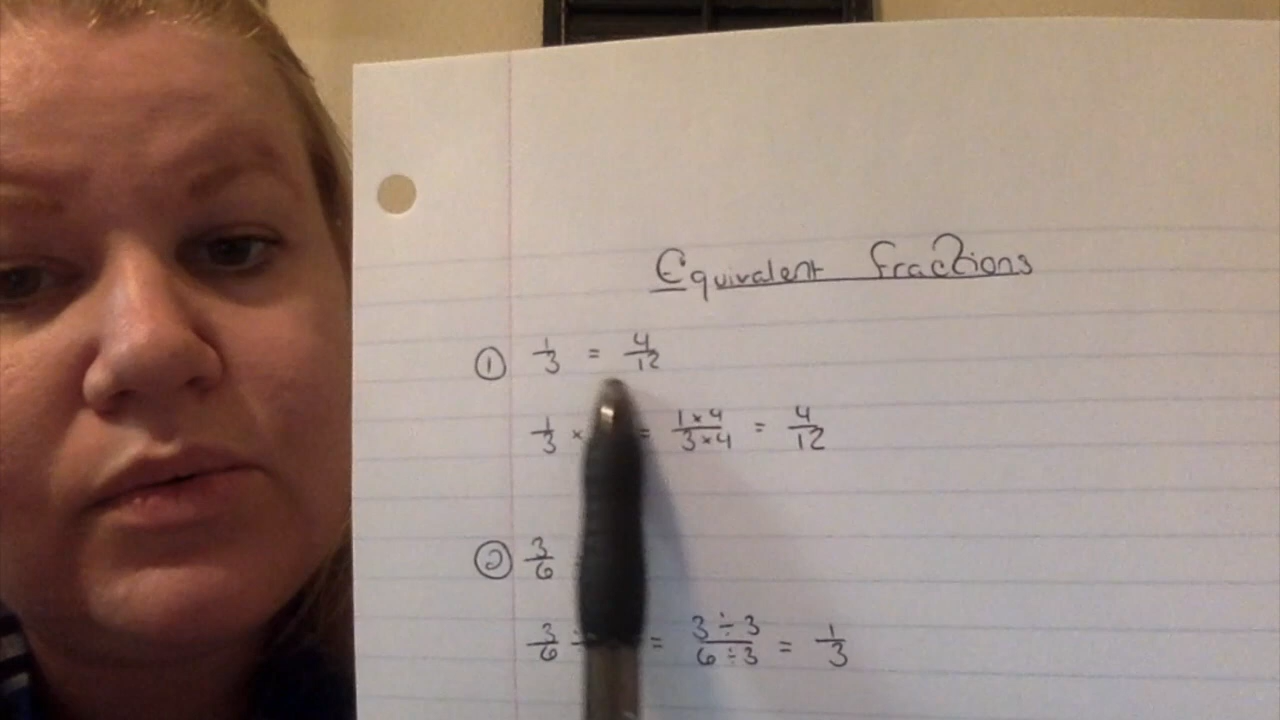 Equivalent fractions
① 1/3 = 4/12
1/3 × = 1×4/3×4 = 4/12
② 3/6
3/6 ÷ = 3÷3/6÷3 = 1/3